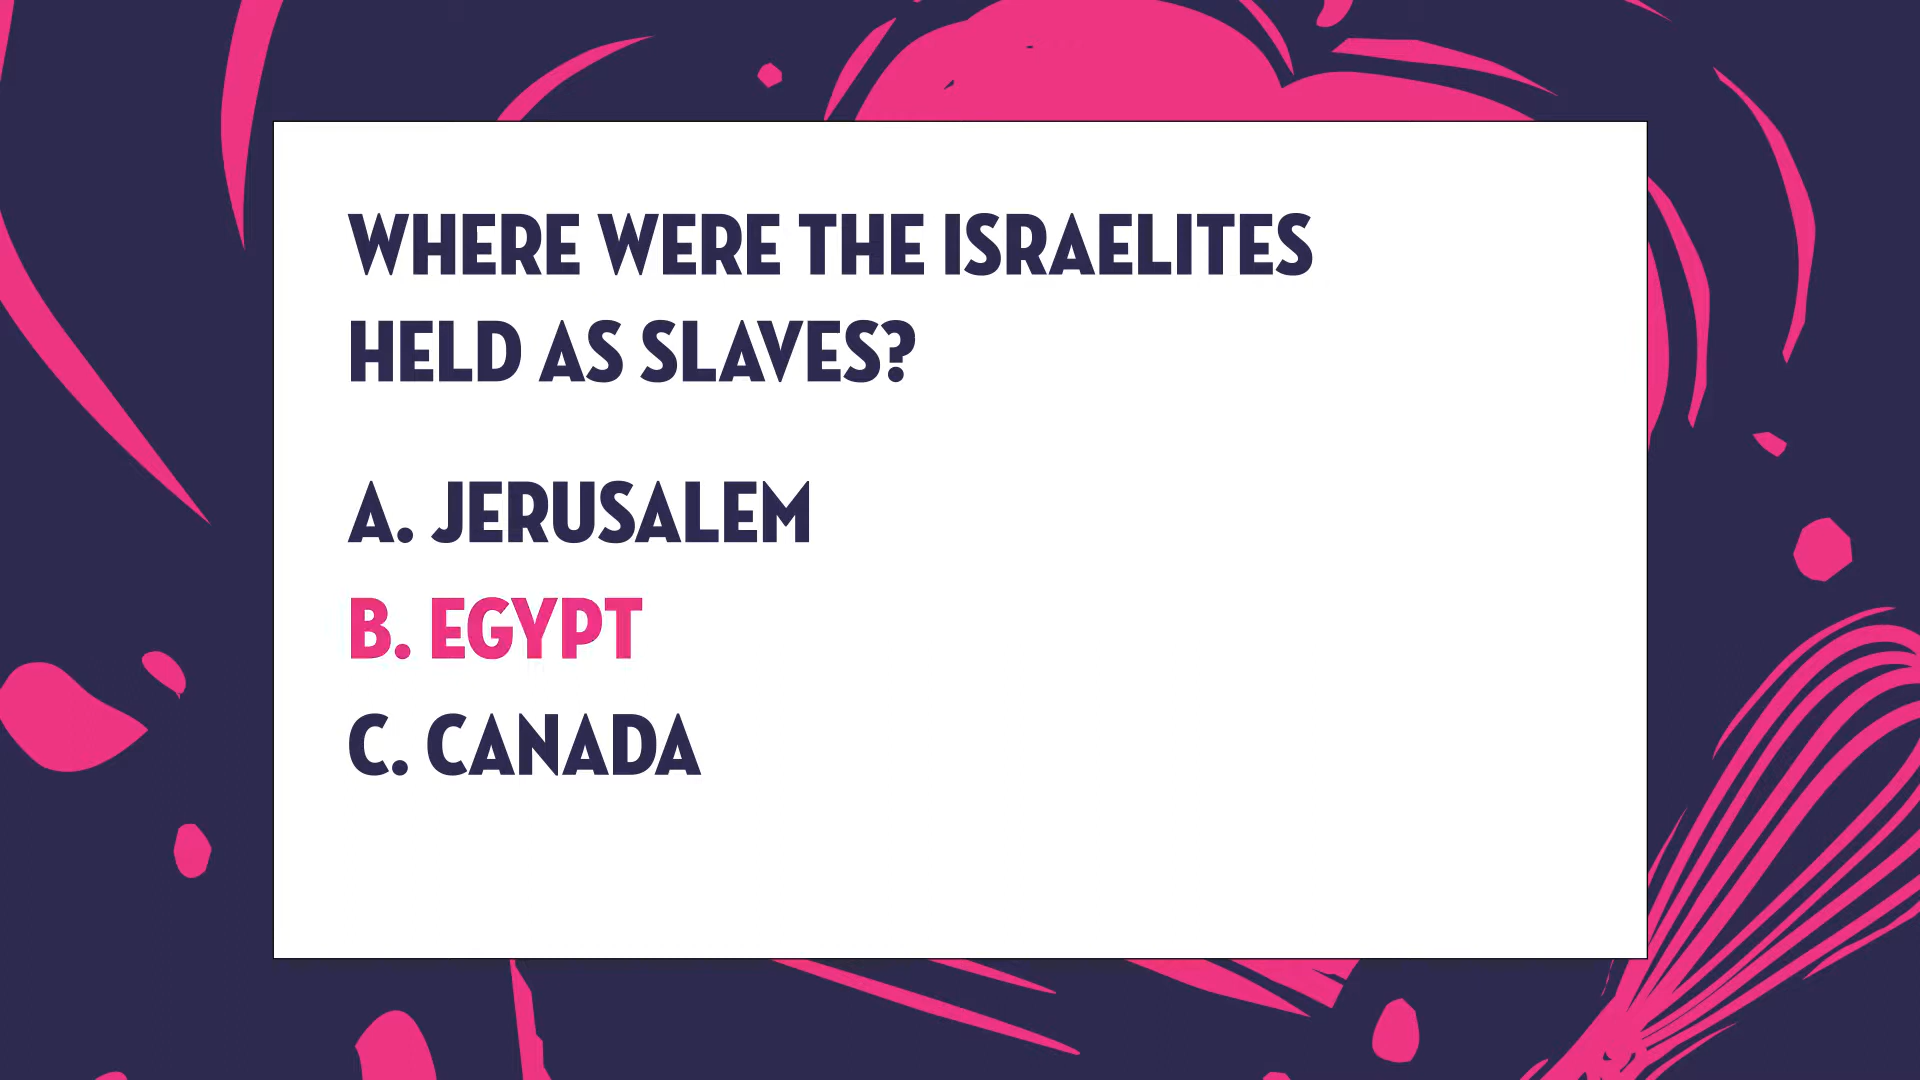 WHERE WERE THE ISRAELITES
HELD AS SLAVES?
A. JERUSALEM
B. EGYPT
C. CANADA